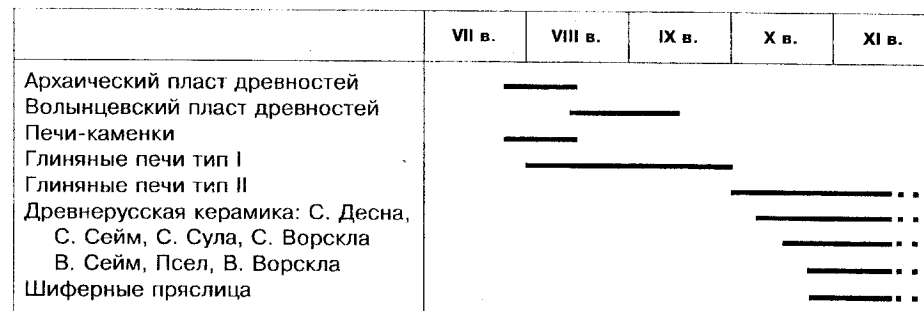 VII в. VIII в. IX в. X в. XI в.
Архаический пласт древностей
Волынцевский пласт древностей
Печи-каменки
Глиняные печи тип I
Глиняные печи тип II
Древнерусская керамика: С. Десна,
С. Сейм, С. Сула, С. Ворскла
В. Сейм, Псел, В. Ворскла
Шиферные пряслица